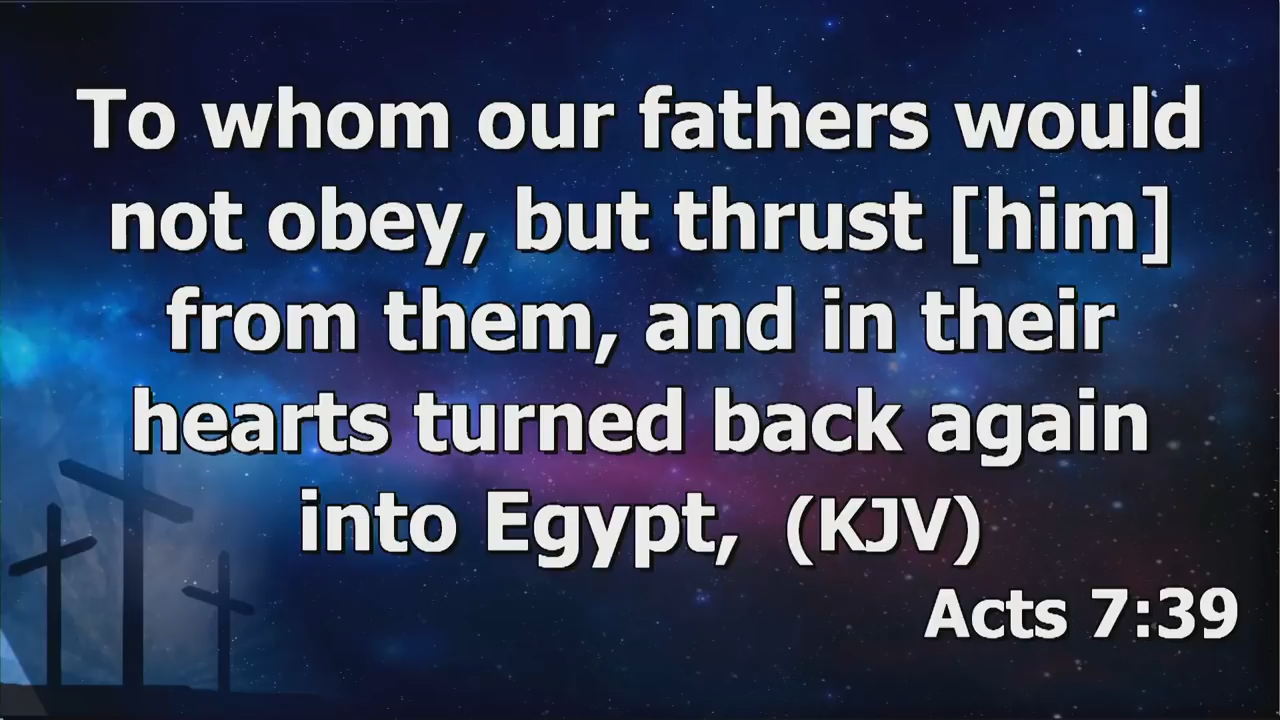 To whom our fathers would
not obey, but thrust [him]
from them, and in their
hearts turned back again
into Egypt, (KJV)
Acts 7:39